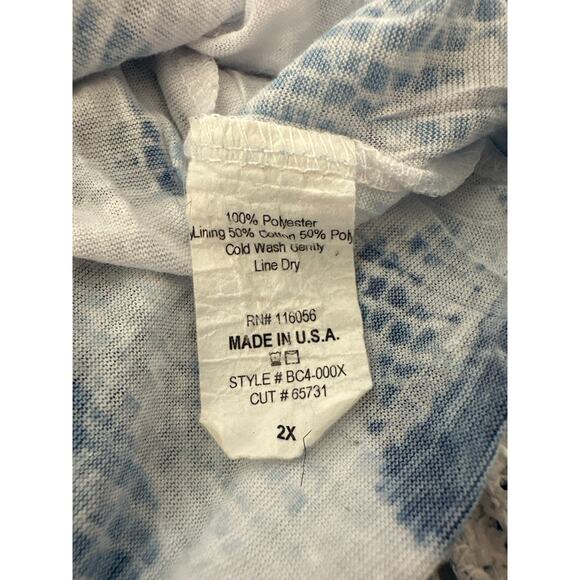 100% Polyester
Lining 50% Cotton 50% Poly
Cold Wash Gently
Line Dry
RN# 116056
MADE IN U.S.A.
STYLE # BC4-000X
CUT # 65731
2X